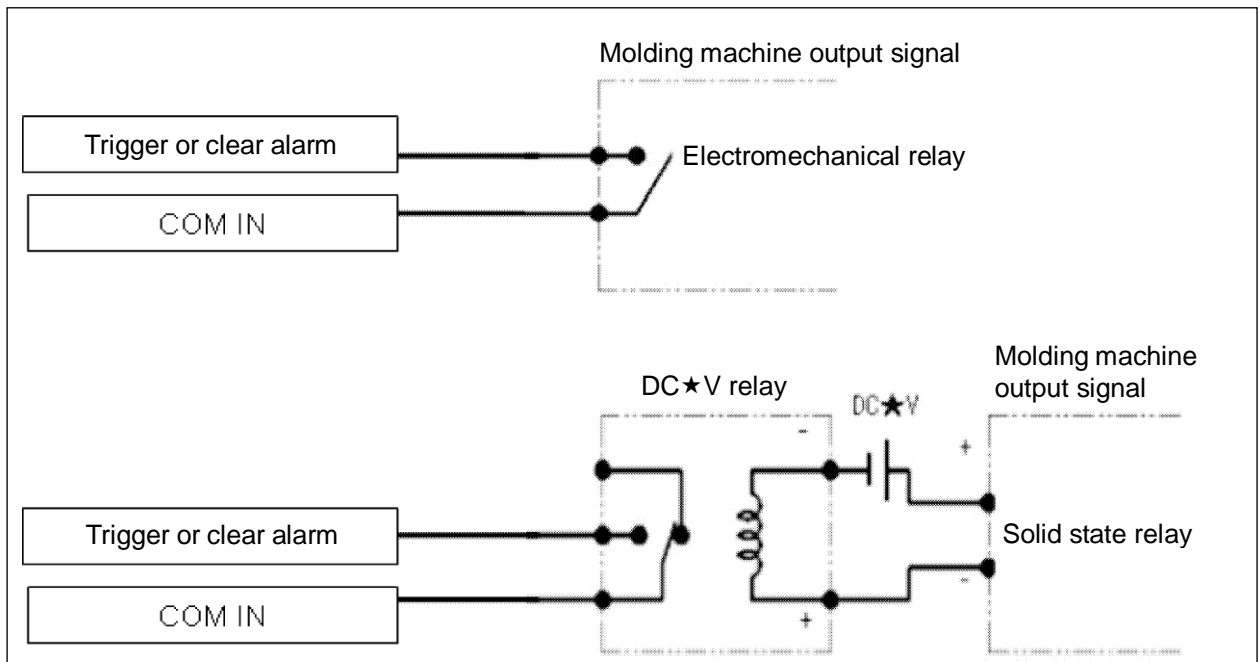 Molding machine output signal
Trigger or clear alarm
Electromechanical relay
COM IN
Molding machine
output signal
DC★V relay
DC★V
-
+
Trigger or clear alarm
Solid state relay
COM IN
-
+